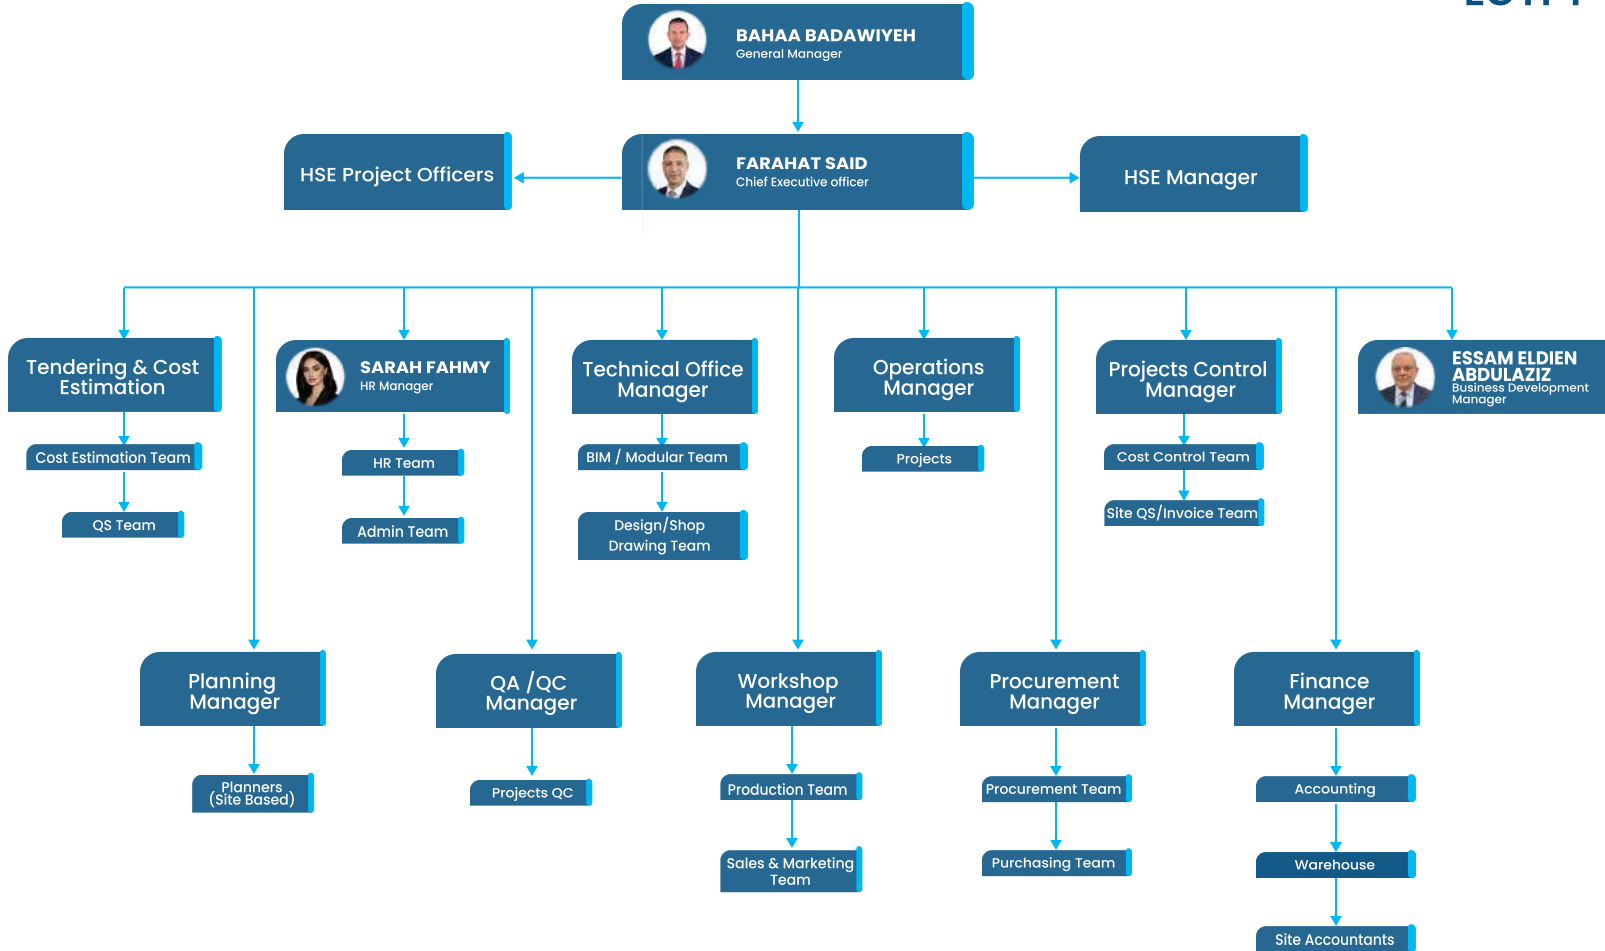 BAHAA BADAWIYEH
General Manager
HSE Project Officers
FARAHAT SAID
Chief Executive officer
HSE Manager
Tendering & Cost
Estimation
SARAH FAHMY
HR Manager
Technical Office
Manager
Operations
Manager
Projects Control
Manager
ESSAM ELDIEN
ABDULAZIZ
Business Development
Manager
Cost Estimation Team
HR Team
BIM / Modular Team
Projects
Cost Control Team
QS Team
Admin Team
Design/Shop
Drawing Team
Site QS/Invoice Team
Planning
Manager
QA /QC
Manager
Workshop
Manager
Procurement
Manager
Finance
Manager
Planners
(Site Based)
Projects QC
Production Team
Procurement Team
Accounting
Sales & Marketing
Team
Purchasing Team
Warehouse
Site Accountants